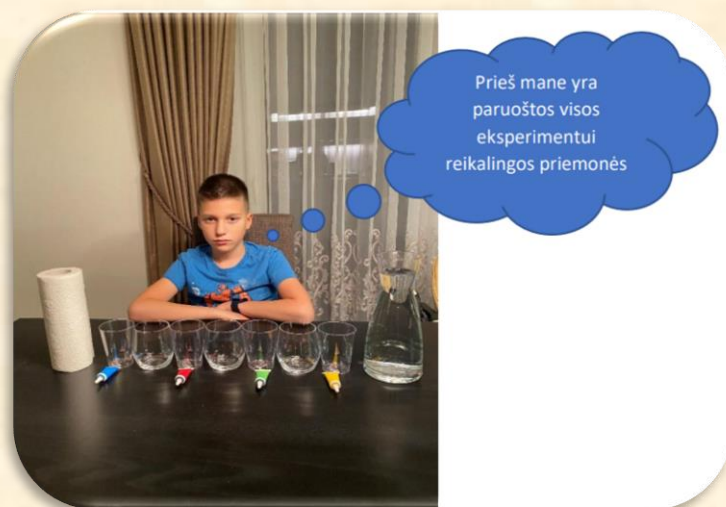 Prieš mane yra
paruoštos visos
eksperimentui
reikalingos priemonės